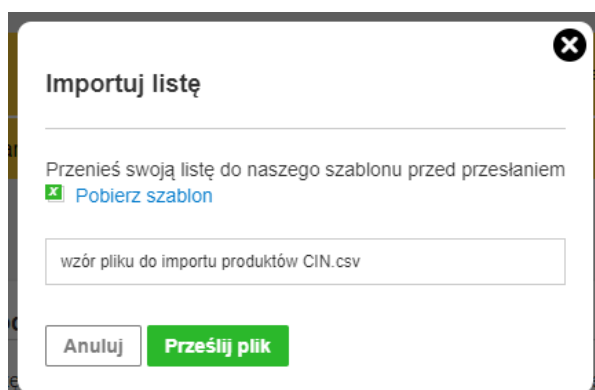 Importuj listę
Przenieś swoją listę do naszego szablonu przed przesłaniem
Pobierz szablon
wzór pliku do importu produktów CIN.csv
Anuluj Prześlij plik